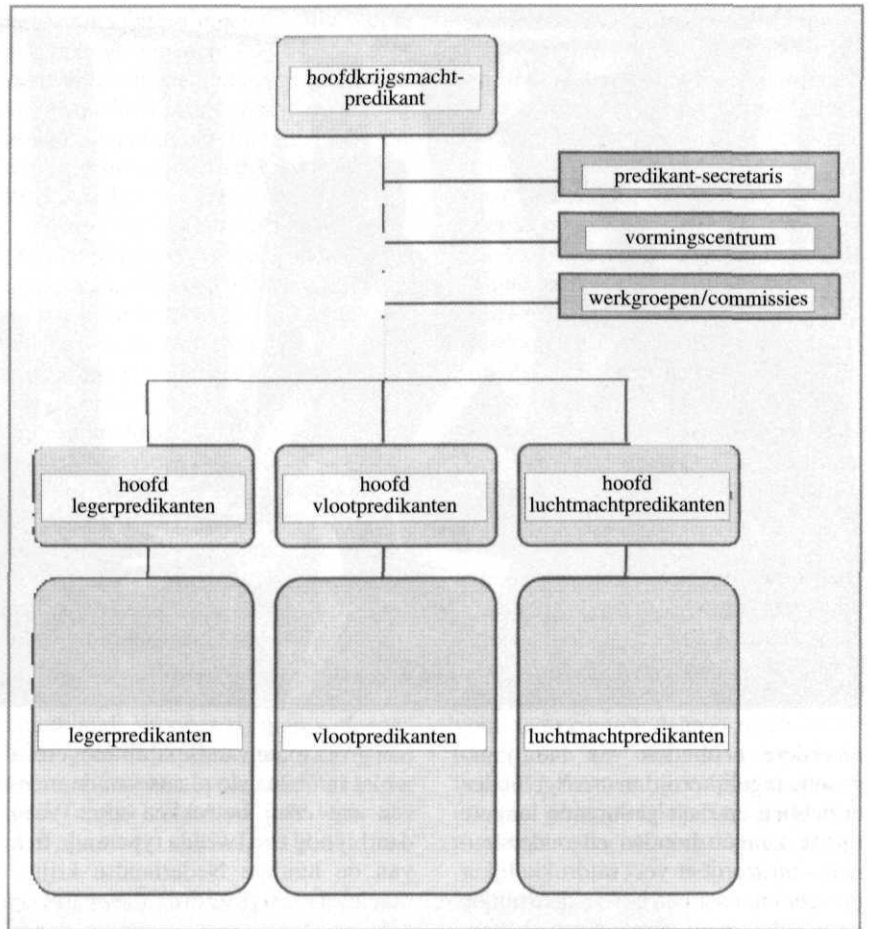 hoofdkrijgsmacht-
predikant
predikant-secretaris
vormingscentrum
werkgroepen/commissies
hoofd
legerpredikanten
hoofd
vlootpredikanten
hoofd
luchtmachtpredikanten
legerpredikanten
vlootpredikanten
luchtmachtpredikanten